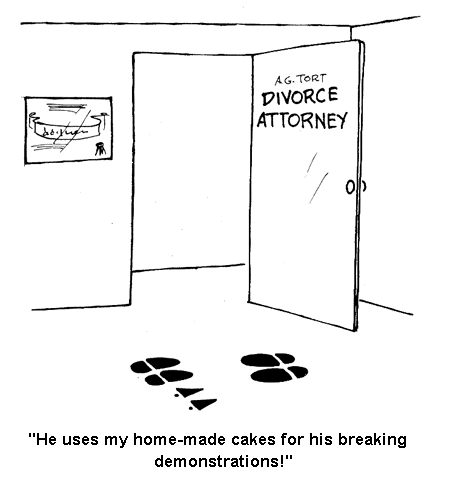 A.G. TORT
DIVORCE
ATTORNEY
"He uses my home-made cakes for his breaking
demonstrations!"